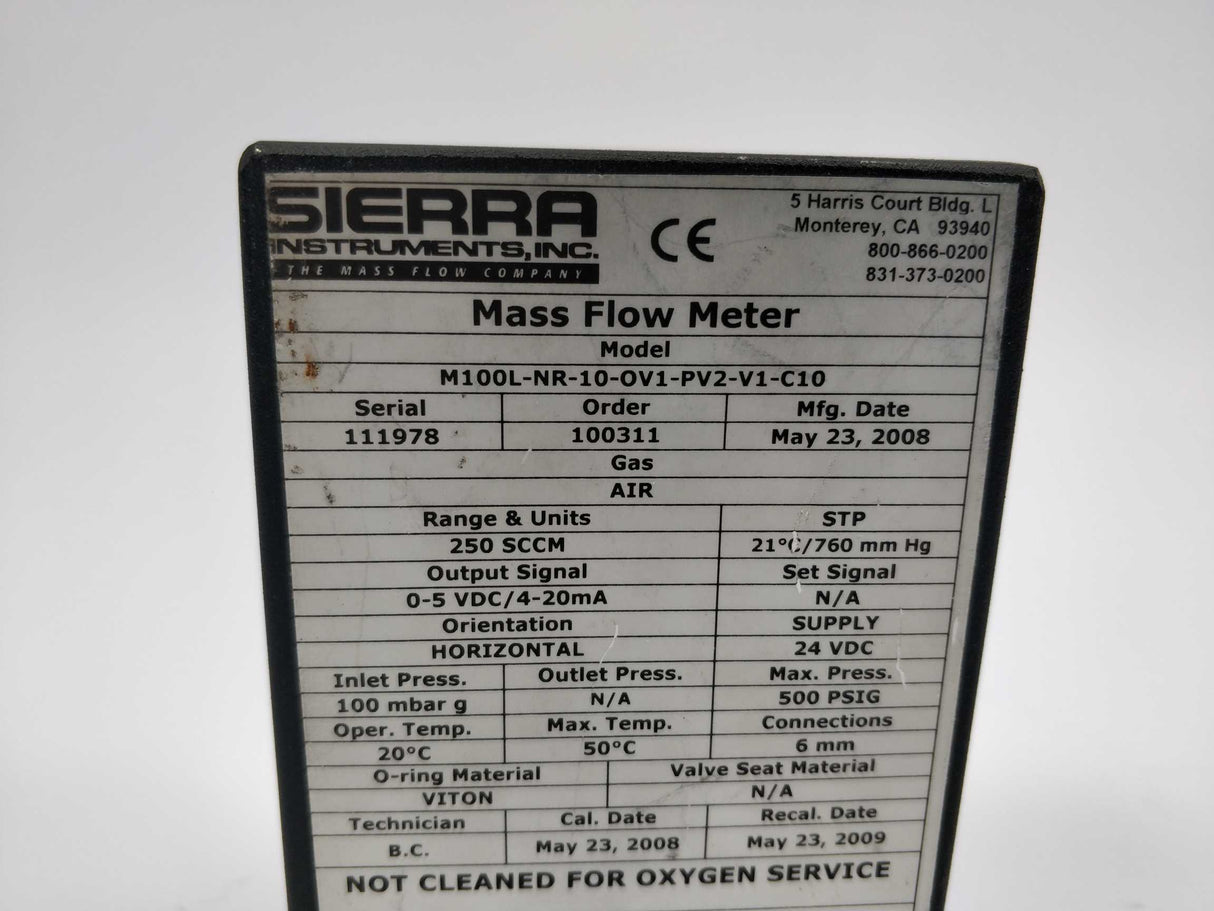 SIERRA
INSTRUMENTS, INC.
THE MASS FLOW COMPANY
CE
5 Harris Court Bldg. L
Monterey, CA 93940
800-866-0200
831-373-0200
Mass Flow Meter
Model
M100L-NR-10-OV1-PV2-V1-C10
Serial Order Mfg. Date
111978 100311 May 23, 2008
Gas
AIR
Range & Units STP
250 SCCM 21°C/760 mm Hg
Output Signal Set Signal
0-5 VDC/4-20mA N/A
Orientation SUPPLY
HORIZONTAL 24 VDC
Inlet Press. Outlet Press. Max. Press.
100 mbar g N/A 500 PSIG
Oper. Temp. Max. Temp. Connections
20°C 50°C 6 mm
O-ring Material Valve Seat Material
VITON N/A
Technician Cal. Date Recal. Date
B.C. May 23, 2008 May 23, 2009
NOT CLEANED FOR OXYGEN SERVICE